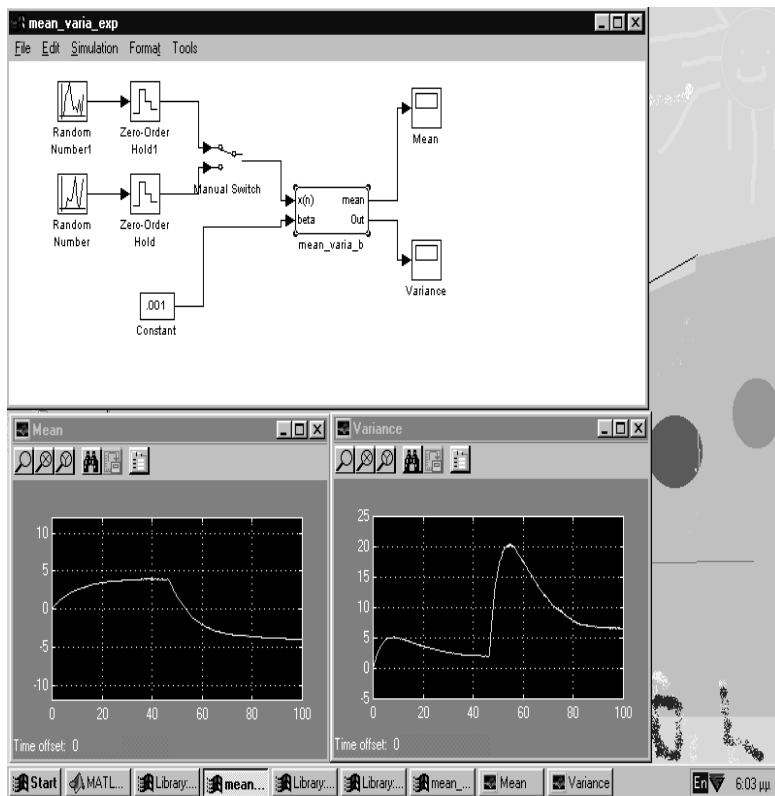 mean_varia_exp
File Edit Simulation Format Tools
Random Number1
Zero-Order Hold1
Manual Switch
Mean
Random Number
Zero-Order Hold
x(n) mean
beta Out
mean_varia_b
Variance
.001
Constant
Mean
10
5
0
-5
-10
0 20 40 60 80 100
Time offset: 0
Variance
25
20
15
10
5
0
-5
0 20 40 60 80 100
Time offset: 0
Start MATL... Library:... mean... Library:... Library:... mean_... Mean Variance En 6:03 μμ